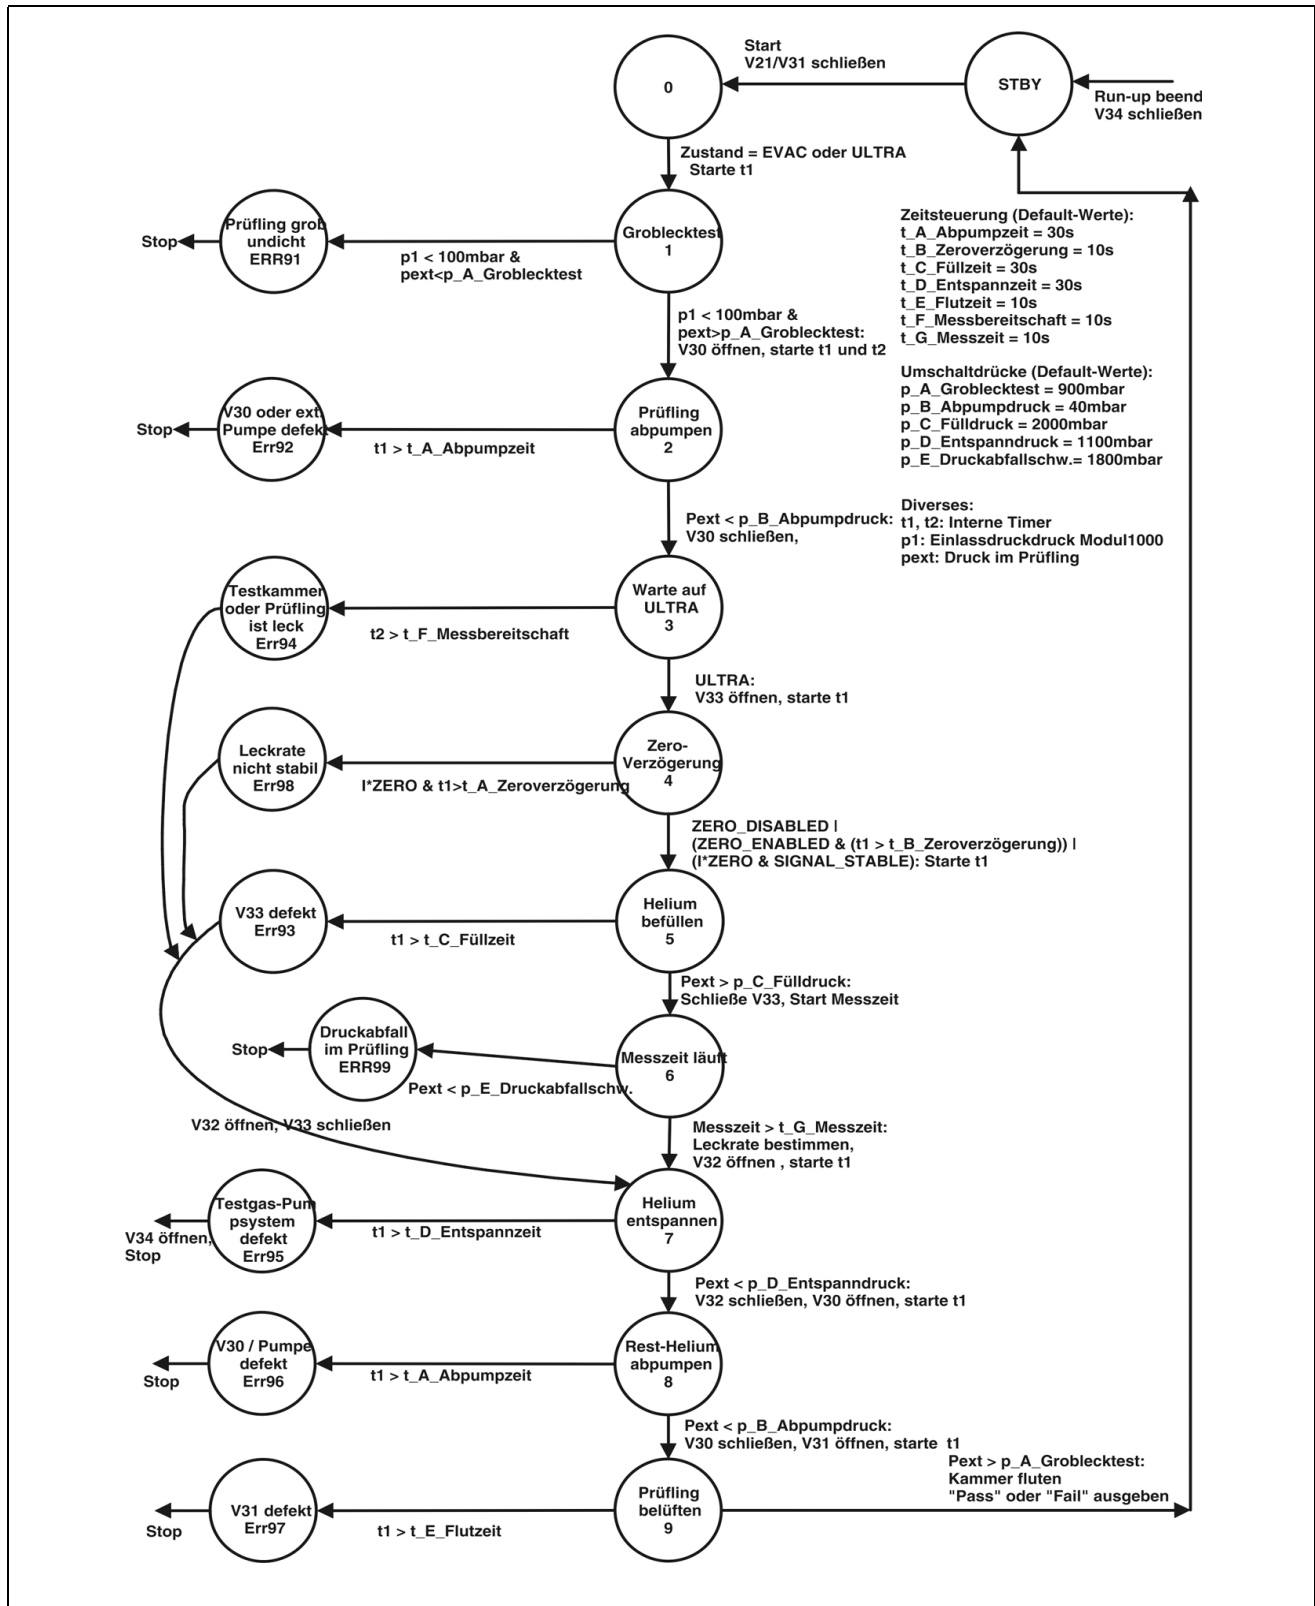 Start
V21/V31 schließen
0
STBY
Run-up beend
V34 schließen
Zustand = EVAC oder ULTRA
Starte t1
Prüfling grob
undicht
ERR91
Stop
p1 < 100mbar &
pext<p_A_Groblecktest
Groblecktest
1
Zeitsteuerung (Default-Werte):
t_A_Abpumpzeit = 30s
t_B_Zeroverzögerung = 10s
t_C_Füllzeit = 30s
t_D_Entspannzeit = 30s
t_E_Flutzeit = 10s
t_F_Messbereitschaft = 10s
t_G_Messzeit = 10s
p1 < 100mbar &
pext>p_A_Groblecktest:
V30 öffnen, starte t1 und t2
Umschaltdrücke (Default-Werte):
p_A_Groblecktest = 900mbar
p_B_Abpumpdruck = 40mbar
p_C_Fülldruck = 2000mbar
p_D_Entspanndruck = 1100mbar
p_E_Druckabfallschw.= 1800mbar
V30 oder ext.
Pumpe defekt
Err92
Stop
t1 > t_A_Abpumpzeit
Prüfling
abpumpen
2
Pext < p_B_Abpumpdruck:
V30 schließen,
Diverses:
t1, t2: Interne Timer
p1: Einlassdruckdruck Modul1000
pext: Druck im Prüfling
Testkammer
oder Prüfling
ist leck
Err94
t2 > t_F_Messbereitschaft
Warte auf
ULTRA
3
ULTRA:
V33 öffnen, starte t1
Leckrate
nicht stabil
Err98
I*ZERO & t1>t_A_Zeroverzögerung
Zero-
Verzögerung
4
ZERO_DISABLED I
(ZERO_ENABLED & (t1 > t_B_Zeroverzögerung)) I
(I*ZERO & SIGNAL_STABLE): Starte t1
V33 defekt
Err93
t1 > t_C_Füllzeit
Helium
befüllen
5
Pext > p_C_Fülldruck:
Schließe V33, Start Messzeit
Druckabfall
im Prüfling
ERR99
Stop
Pext < p_E_Druckabfallschw.
Messzeit läuft
6
V32 öffnen, V33 schließen
Messzeit > t_G_Messzeit:
Leckrate bestimmen,
V32 öffnen , starte t1
Testgas-Pum
psystem
defekt
Err95
V34 öffnen,
Stop
t1 > t_D_Entspannzeit
Helium
entspannen
7
Pext < p_D_Entspanndruck:
V32 schließen, V30 öffnen, starte t1
V30 / Pumpe
defekt
Err96
Stop
t1 > t_A_Abpumpzeit
Rest-Helium
abpumpen
8
Pext < p_B_Abpumpdruck:
V30 schließen, V31 öffnen, starte t1
Pext > p_A_Groblecktest:
Kammer fluten
"Pass" oder "Fail" ausgeben
V31 defekt
Err97
Stop
t1 > t_E_Flutzeit
Prüfling
belüften
9